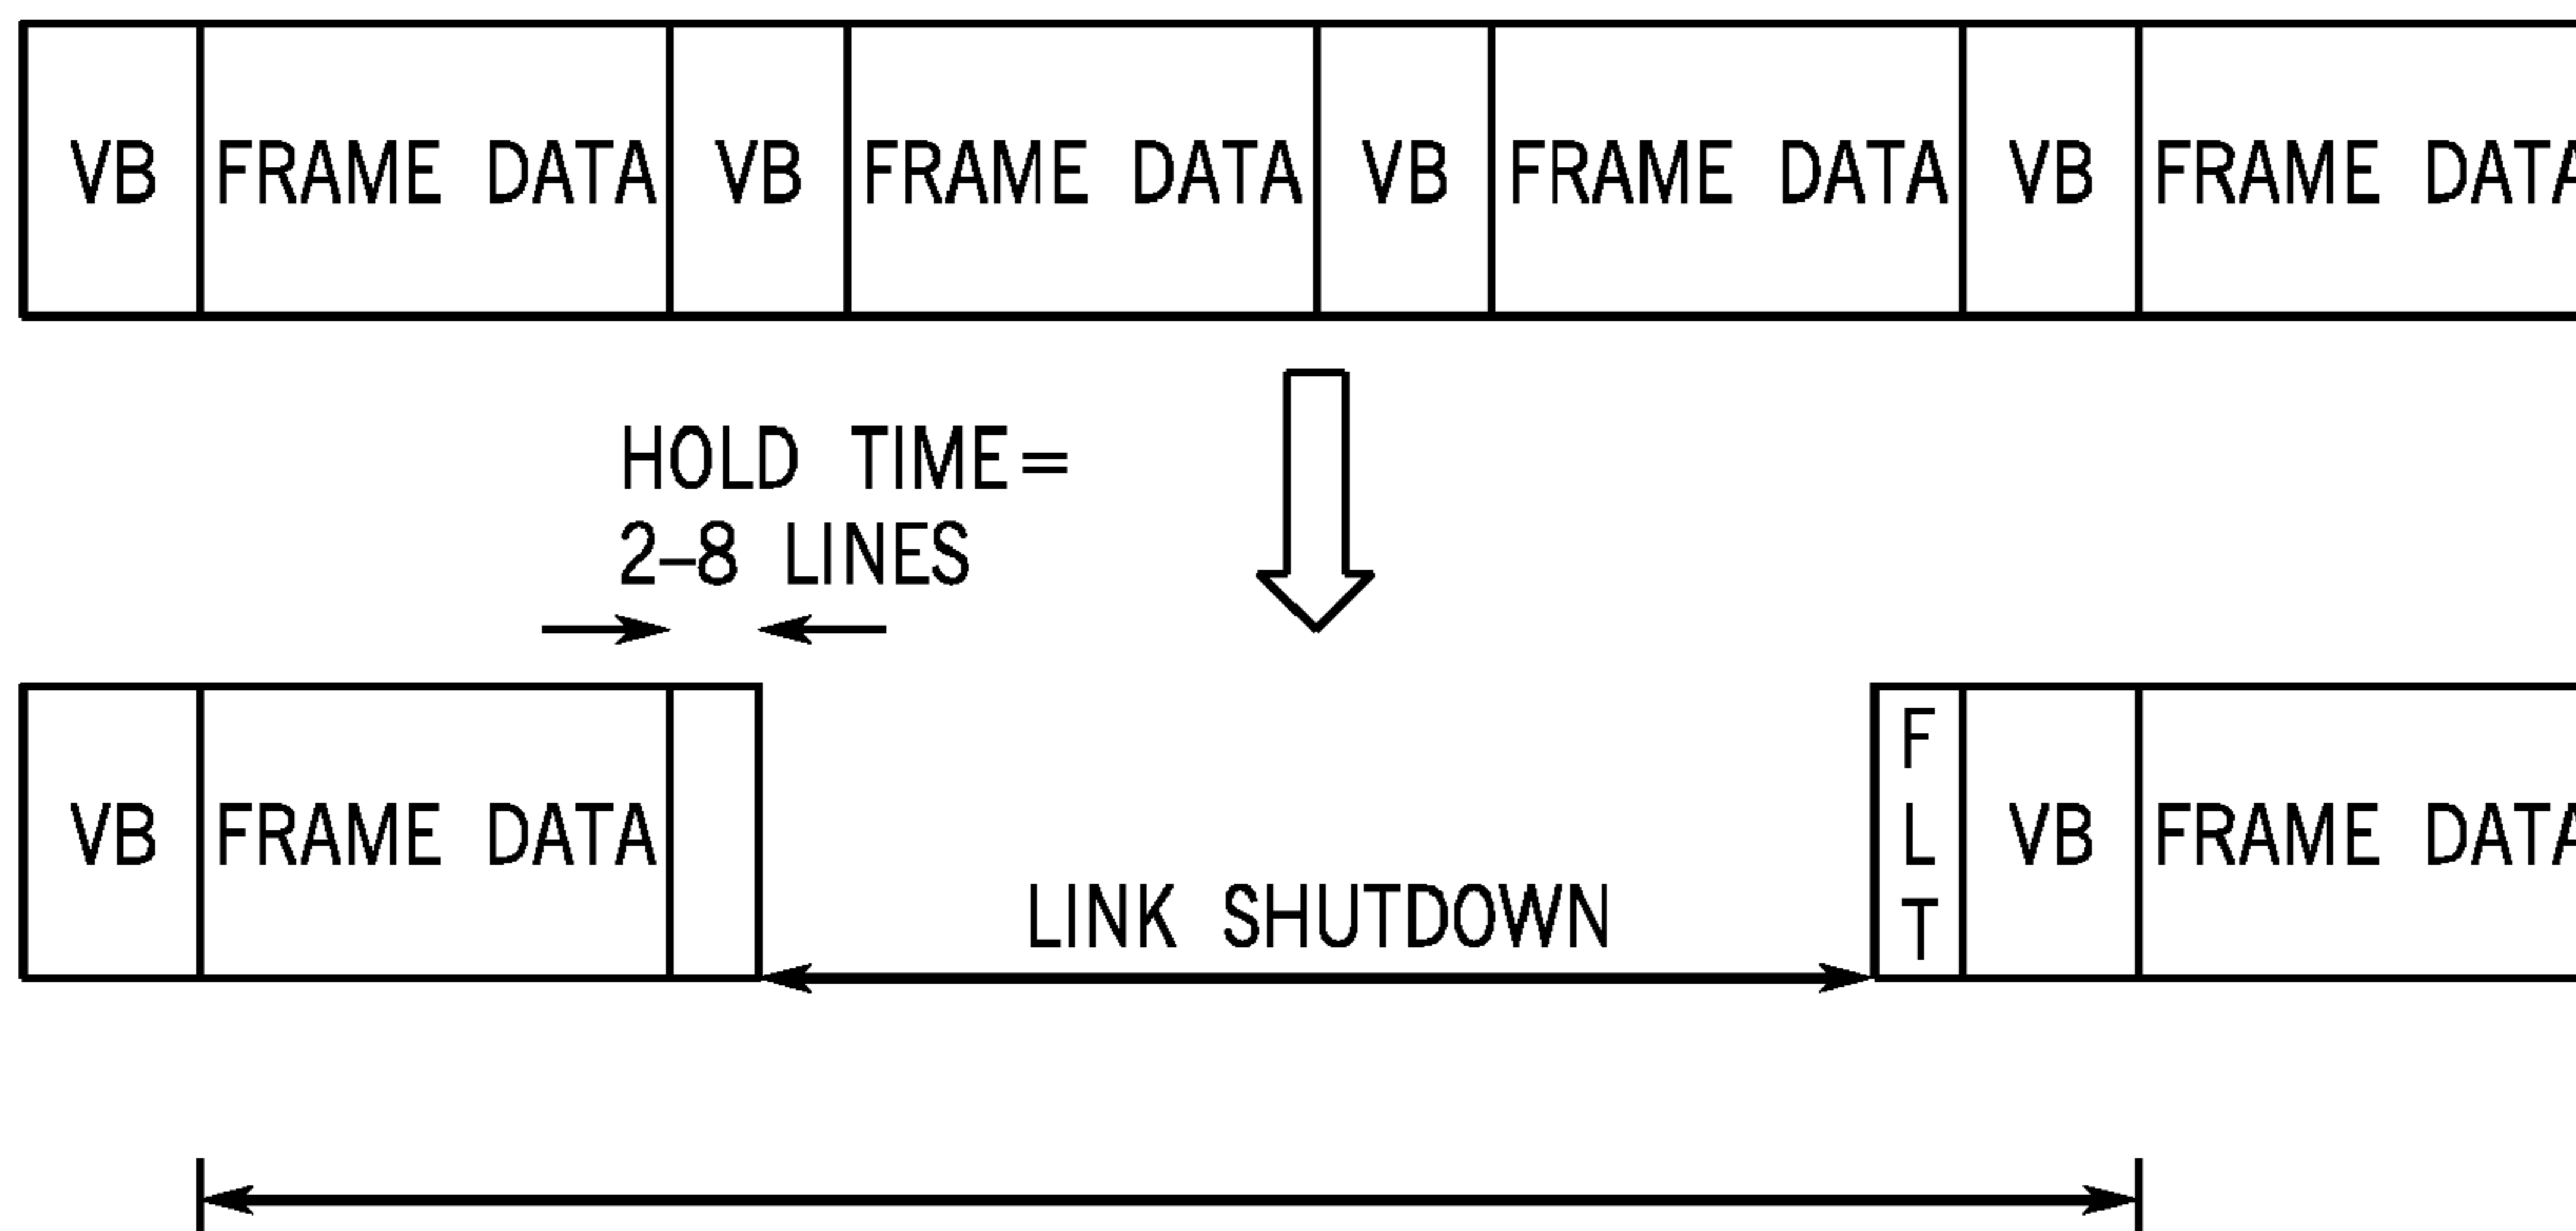 VB FRAME DATA VB FRAME DATA VB FRAME DATA VB FRAME DATA
HOLD TIME=
2–8 LINES
VB FRAME DATA
LINK SHUTDOWN
FLT
VB FRAME DATA